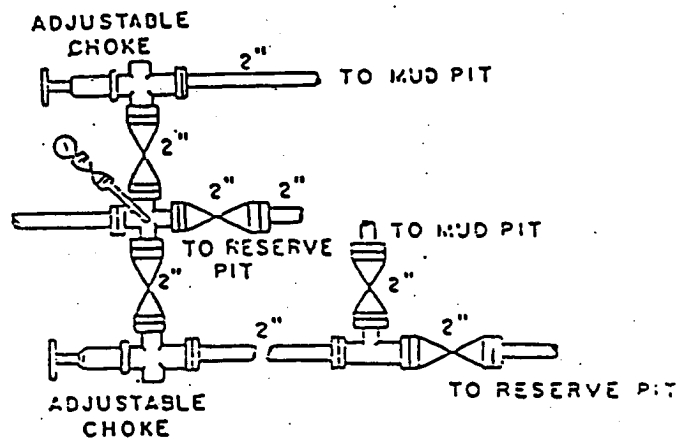 ADJUSTABLE
CHOKE
2"
TO MUD PIT
2"
2"
2"
TO RESERVE
PIT
TO MUD PIT
2"
2"
2"
2"
TO RESERVE PIT
ADJUSTABLE
CHOKE